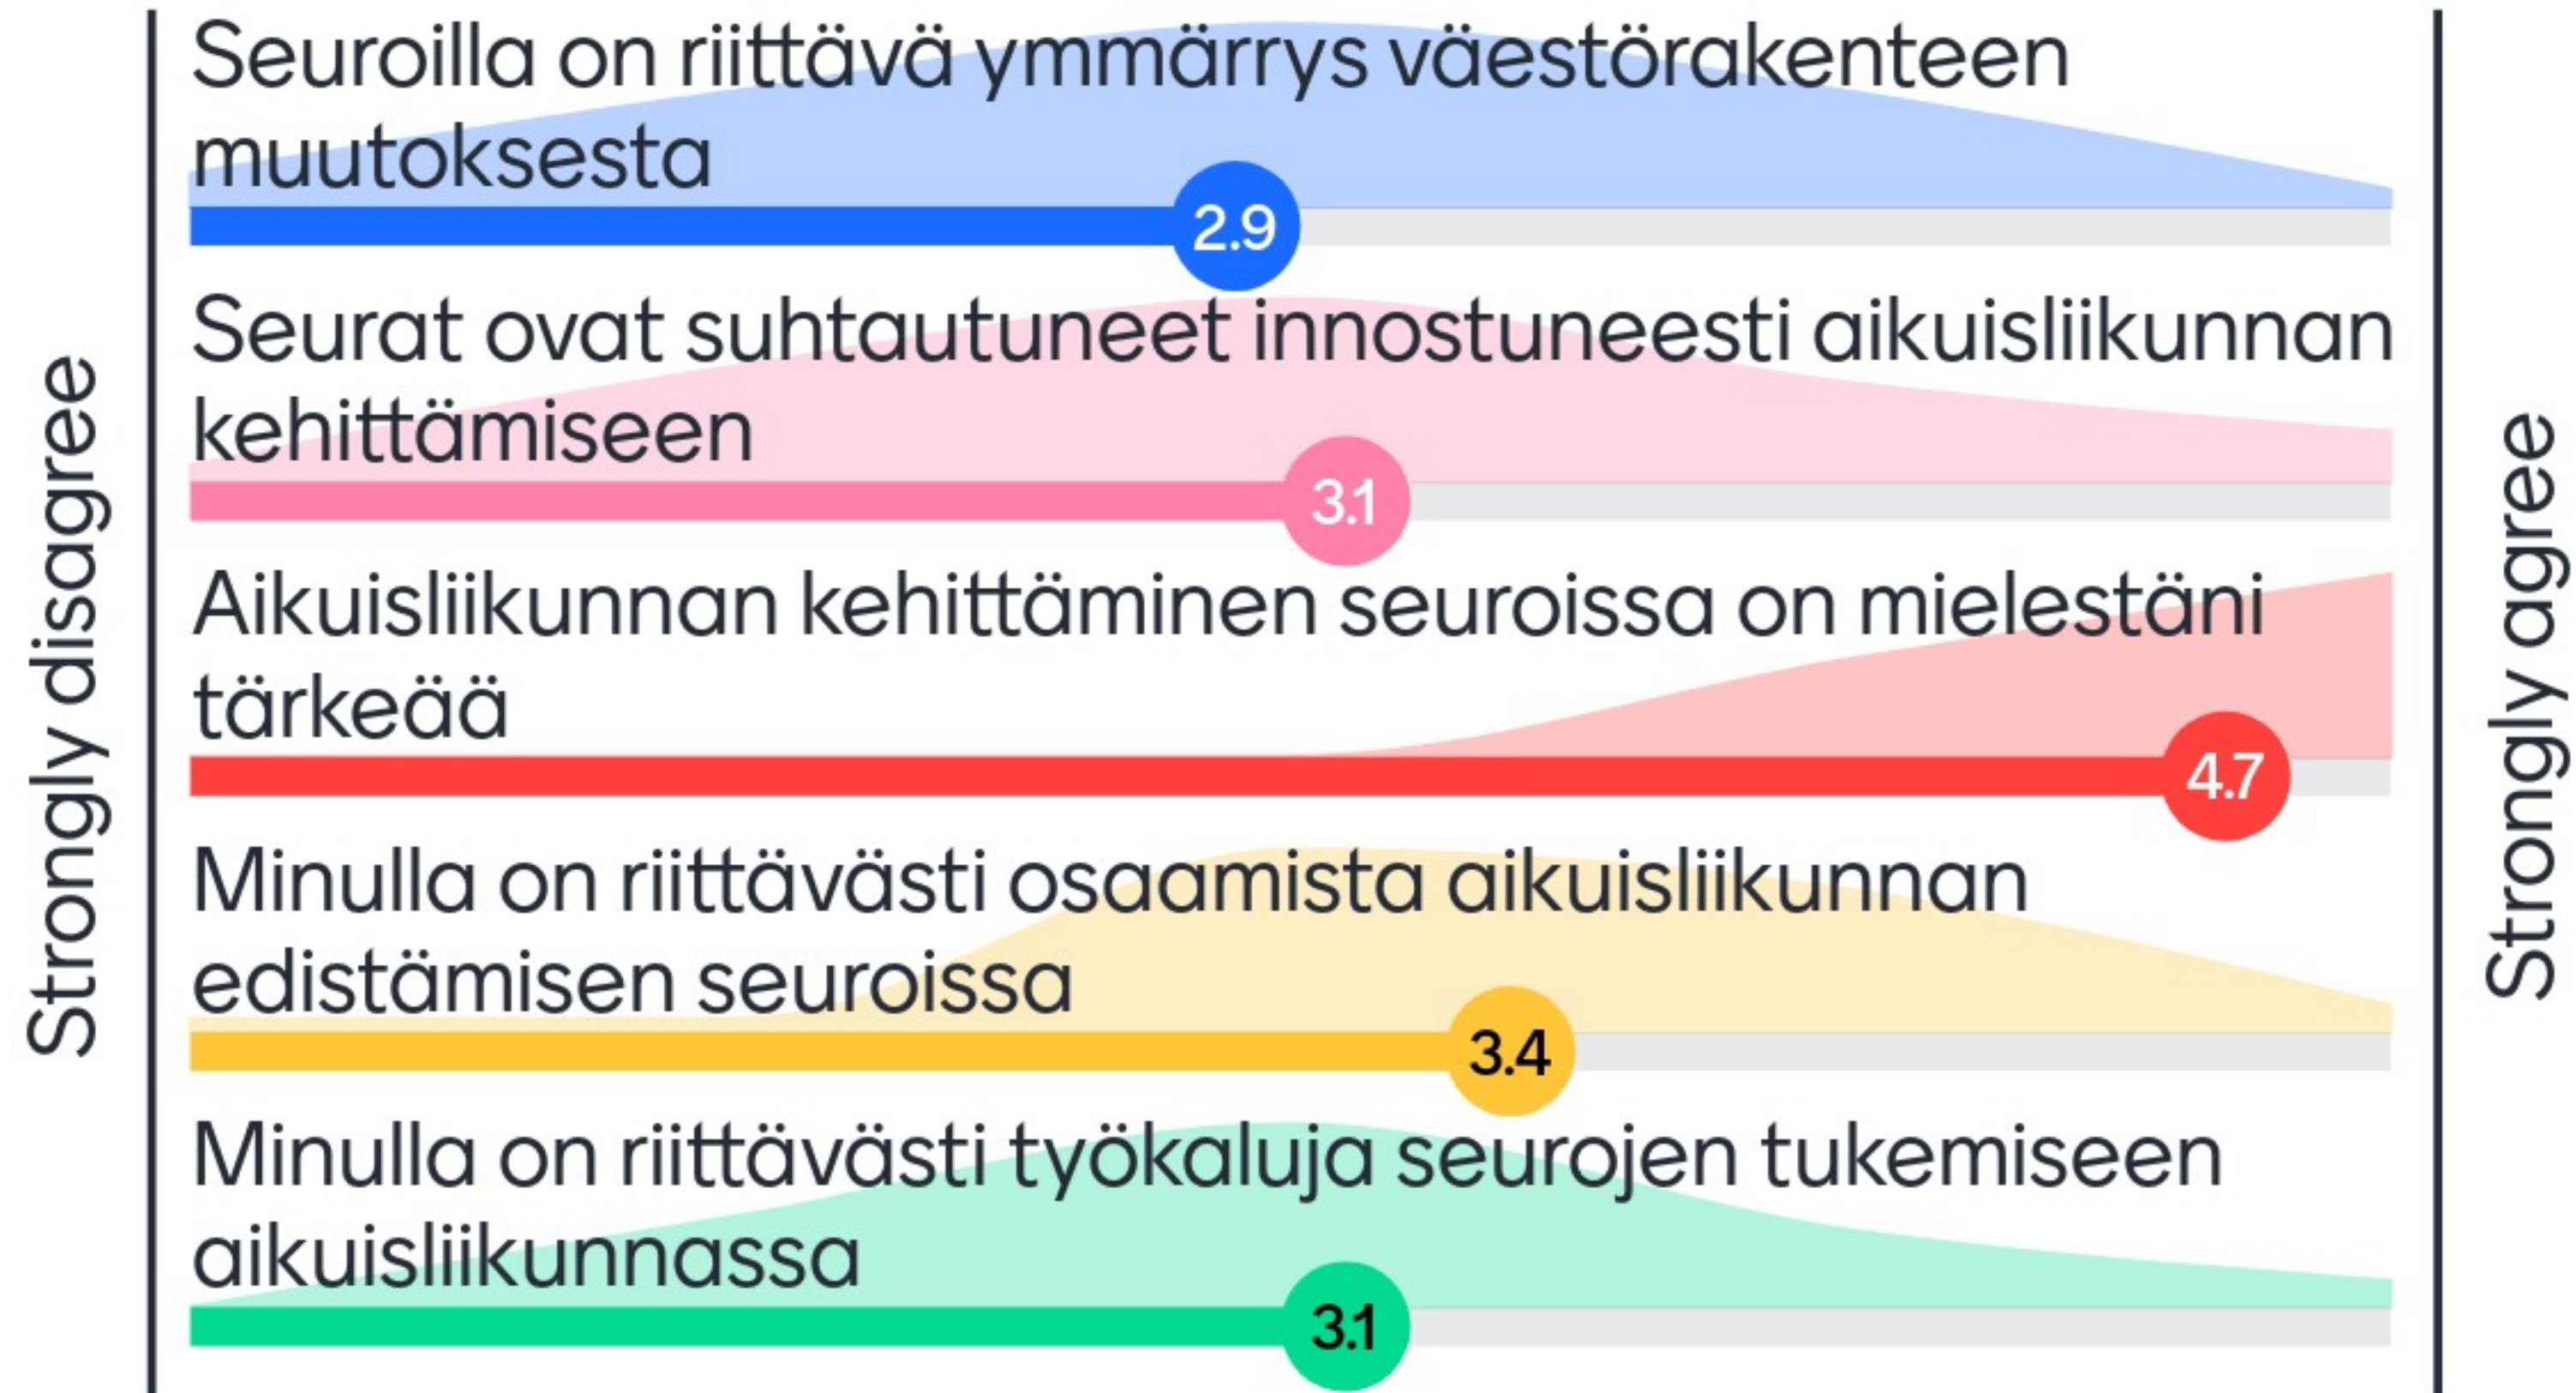 Strongly disagree
Seuroilla on riittävä ymmärrys väestörakenteen
muutoksesta
2.9
Seurat ovat suhtautuneet innostuneesti aikuisliikunnan
kehittämiseen
3.1
Aikuisliikunnan kehittäminen seuroissa on mielestäni
tärkeää
4.7
Minulla on riittävästi osaamista aikuisliikunnan
edistämisen seuroissa
3.4
Minulla on riittävästi työkaluja seurojen tukemiseen
aikuisliikunnassa
3.1
Strongly agree